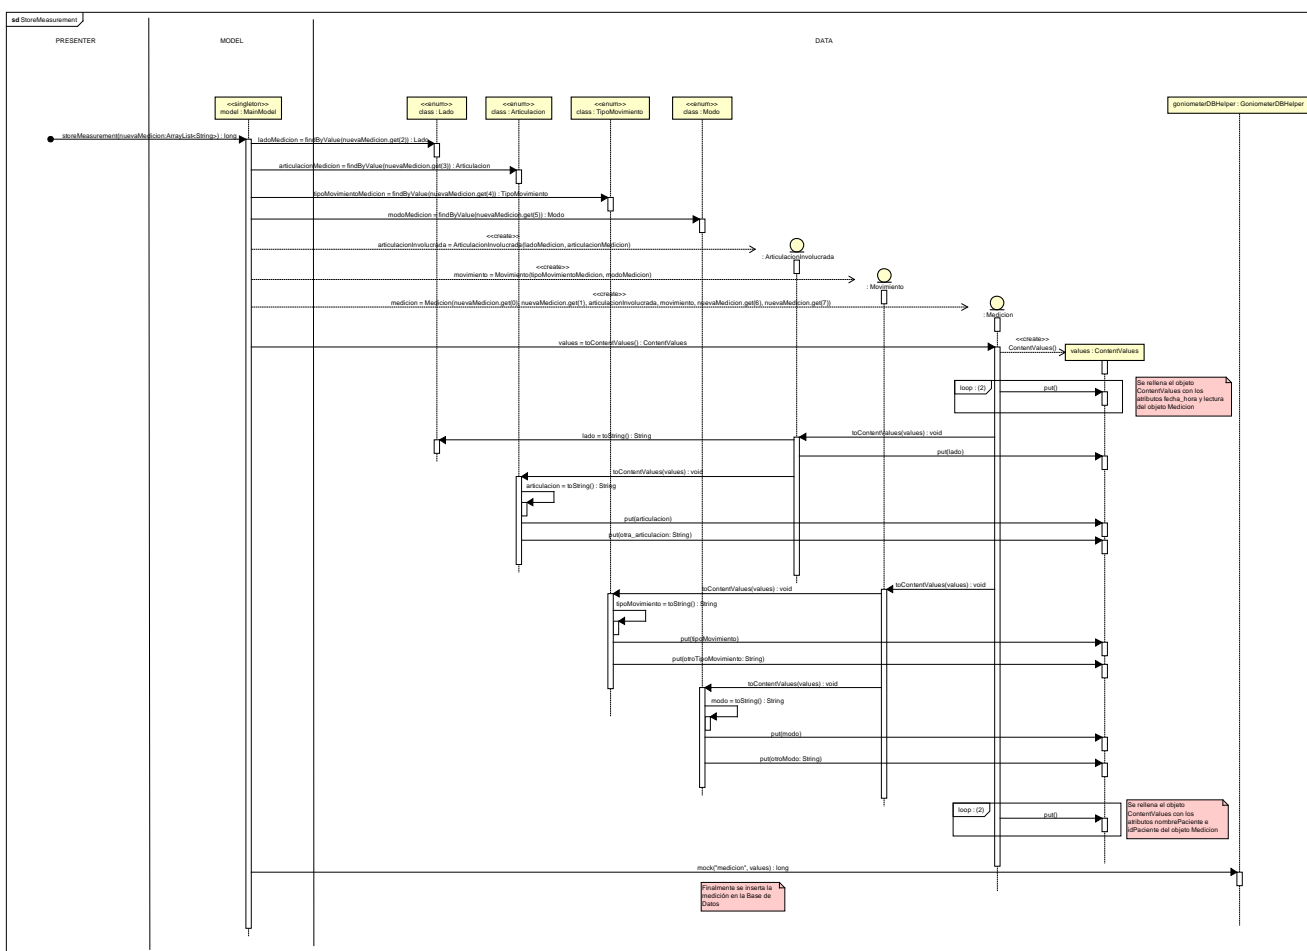 sd StoreMeasurement
PRESENTER
MODEL
DATA
<<singleton>>
model : MainModel
<<enum>>
class : Lado
<<enum>>
class : Articulacion
<<enum>>
class : TipoMovimiento
<<enum>>
class : Modo
goniometerDBHelper : GoniometerDBHelper
storeMeasurement(nuevaMedicion:ArrayList<String>) : long
ladoMedicion = findByValue(nuevaMedicion.get(2)) : Lado
articulacionMedicion = findByValue(nuevaMedicion.get(3)) : Articulacion
tipoMovimientoMedicion = findByValue(nuevaMedicion.get(4)) : TipoMovimiento
modoMedicion = findByValue(nuevaMedicion.get(5)) : Modo
<<create>>
articulacionInvolucrada = ArticulacionInvolucrada(ladoMedicion, articulacionMedicion)
: ArticulacionInvolucrada
<<create>>
movimiento = Movimiento(tipoMovimientoMedicion, modoMedicion)
: Movimiento
<<create>>
medicion = Medicion(nuevaMedicion.get(0), nuevaMedicion.get(1), articulacionInvolucrada, movimiento, nuevaMedicion.get(6), nuevaMedicion.get(7))
: Medicion
values = toContentValues() : ContentValues
<<create>>
ContentValues()
values : ContentValues
loop : (2)
put()
Se rellena el objeto
ContentValues con los
atributos fecha_hora y lectura
del objeto Medicion
toContentValues(values) : void
lado = toString() : String
put(lado)
toContentValues(values) : void
articulacion = toString() : String
put(articulacion)
put(otra_articulacion: String)
toContentValues(values) : void
toContentValues(values) : void
tipoMovimiento = toString() : String
put(tipoMovimiento)
put(otroTipoMovimiento: String)
toContentValues(values) : void
modo = toString() : String
put(modo)
put(otroModo: String)
loop : (2)
put()
Se rellena el objeto
ContentValues con los
atributos nombrePaciente e
idPaciente del objeto Medicion
mock("medicion", values) : long
Finalmente se inserta la
medición en la Base de
Datos